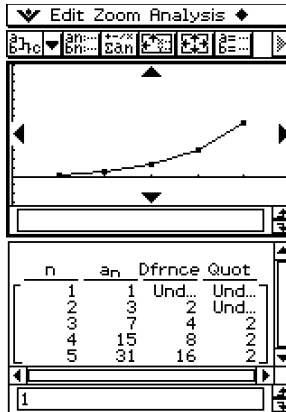 Edit Zoom Analysis
n an Dfrnce Quot
1 1 Und... Und...
2 3 2 Und...
3 7 4 2
4 15 8 2
5 31 16 2
1